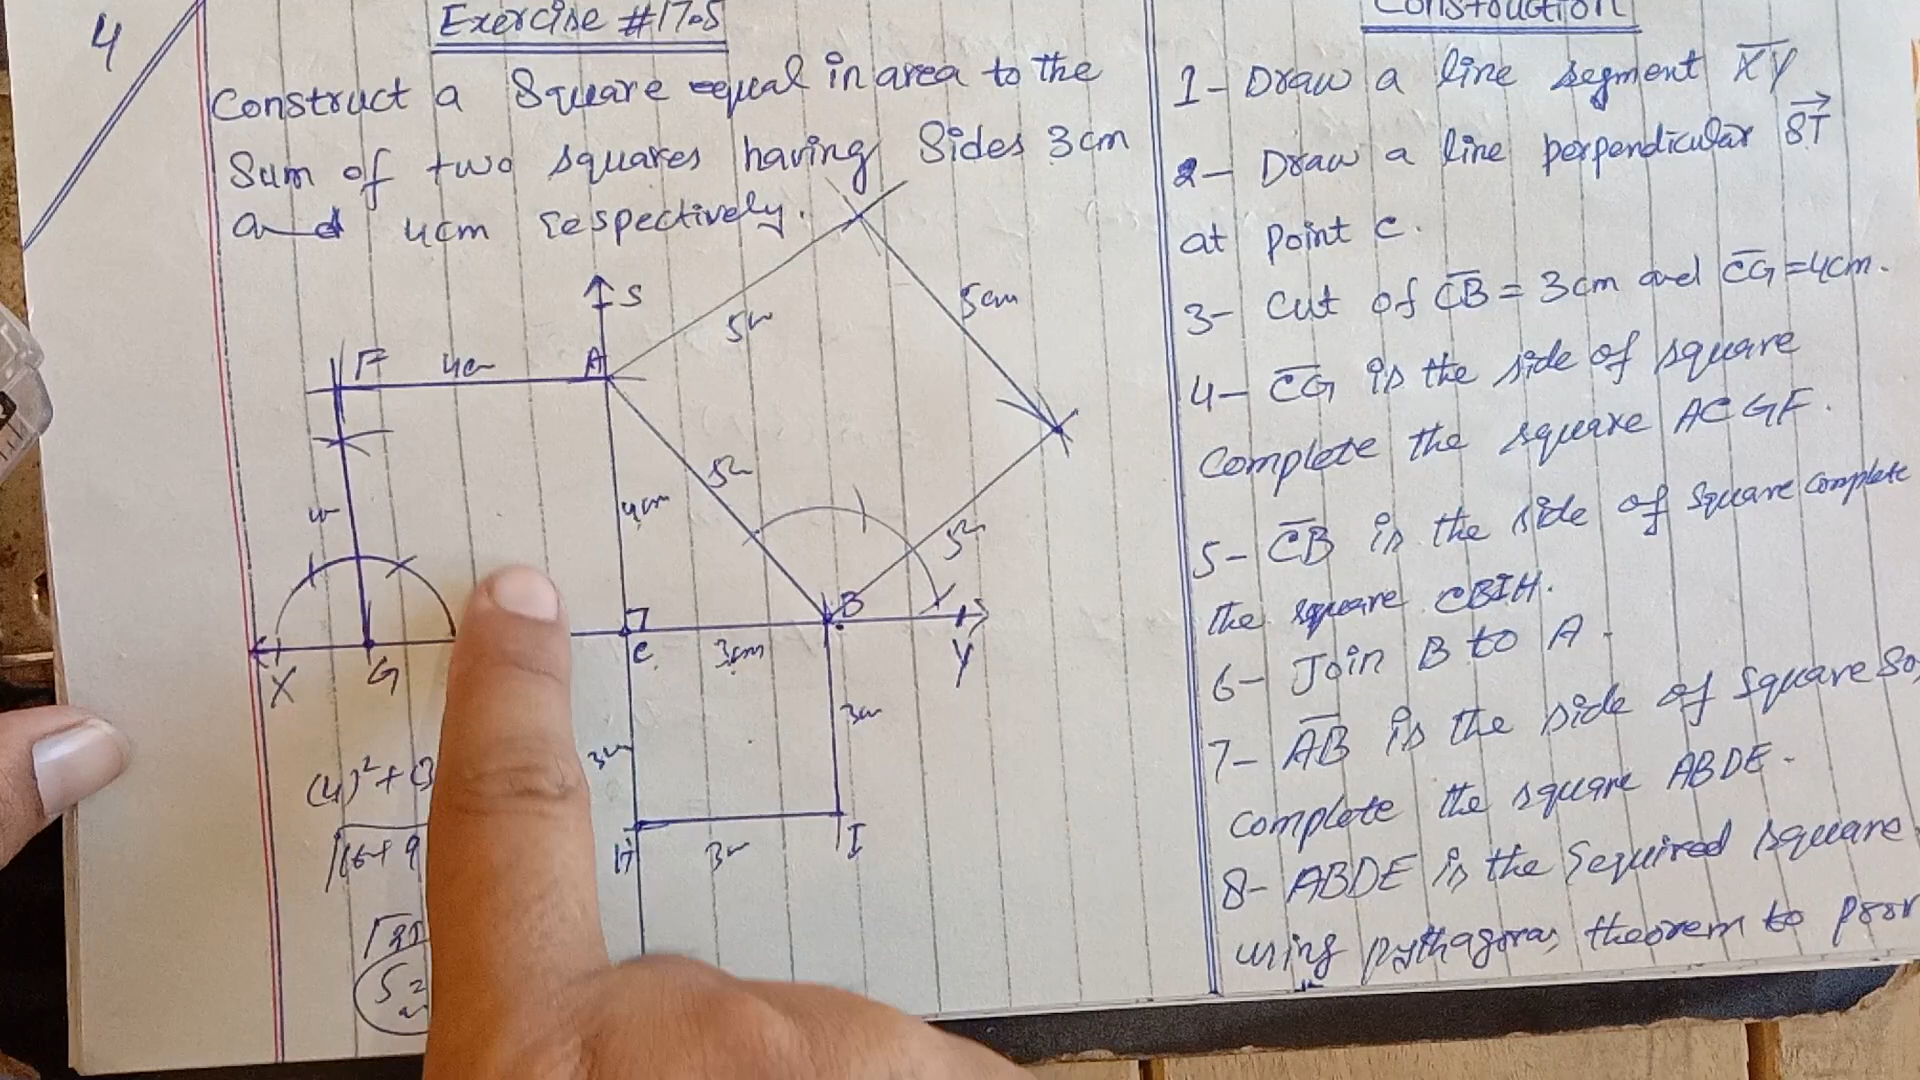 4
Exercise #17.5
Construct a Square equal in area to the
Sum of two squares having Sides 3cm
and 4cm respectively.
S
F
4cm
A
5cm
5cm
5cm
4cm
5cm
B
X
G
C
3cm
Y
3cm
3cm
H
3cm
I
(4)² +
√16+9
Construction
1- Draw a line segment XY
2- Draw a line perpendicular ST
at point C.
3- Cut of CB = 3cm and CG = 4cm.
4- CG is the side of square
Complete the square ACGF.
5- CB is the side of Square complete
the square CBIH.
6- Join B to A.
7- AB is the side of Square So,
complete the square ABDE.
8- ABDE is the required square
using pythagoras theorem to